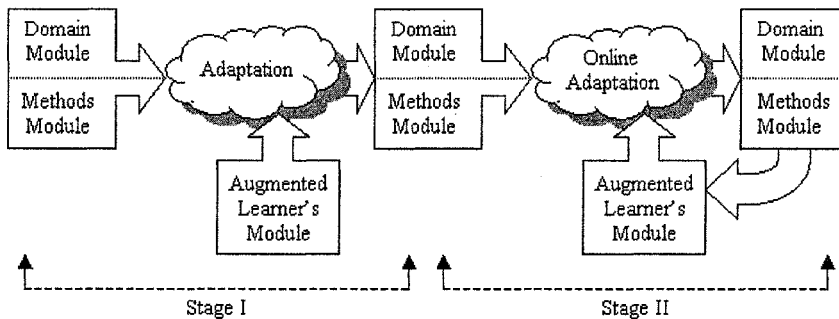 Domain
Module
Methods
Module
Adaptation
Augmented
Learner's
Module
Domain
Module
Methods
Module
Online
Adaptation
Augmented
Learner's
Module
Domain
Module
Methods
Module
Stage I
Stage II